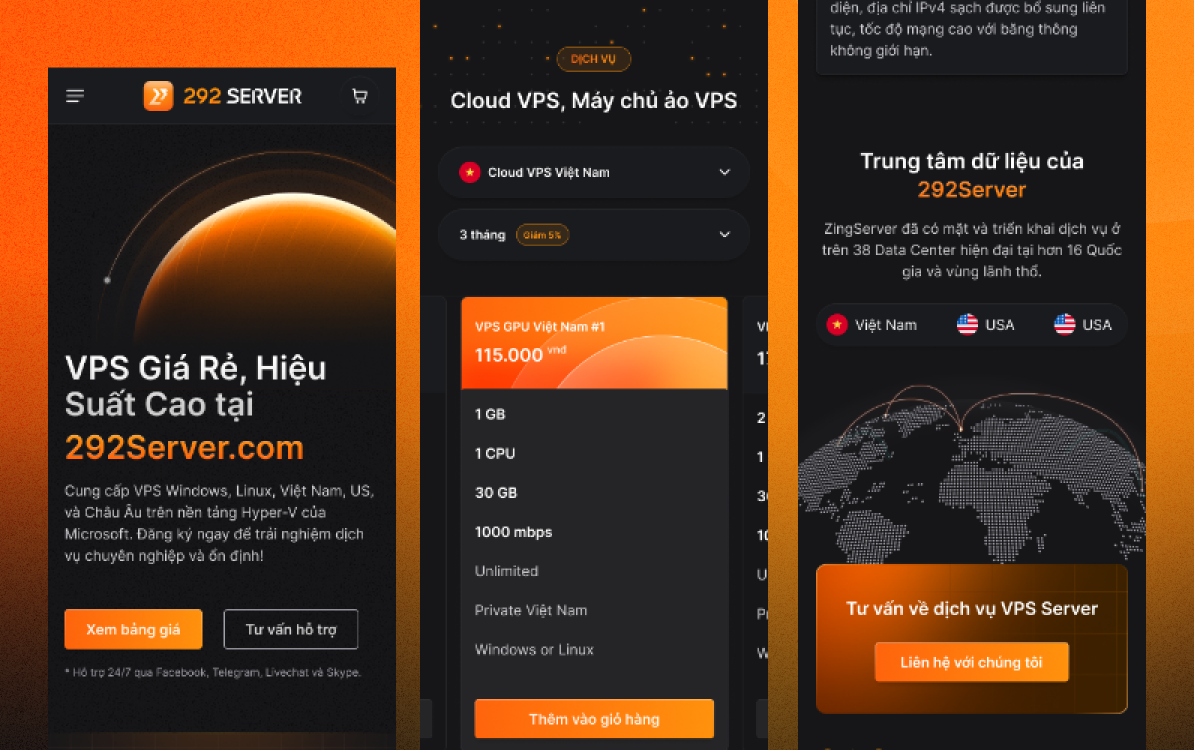 292 SERVER
VPS Giá Rẻ, Hiệu
Suất Cao tại
292Server.com
Cung cấp VPS Windows, Linux, Việt Nam, US,
và Châu Âu trên nền tảng Hyper-V của
Microsoft. Đăng ký ngay để trải nghiệm dịch
vụ chuyên nghiệp và ổn định!
Xem bảng giá
Tư vấn hỗ trợ
* Hỗ trợ 24/7 qua Facebook, Telegram, Livechat và Skype.
DỊCH VỤ
Cloud VPS, Máy chủ ảo VPS
Cloud VPS Việt Nam
3 tháng
Giảm 5%
VPS GPU Việt Nam #1
115.000 vnd
1 GB
1 CPU
30 GB
1000 mbps
Unlimited
Private Việt Nam
Windows or Linux
Thêm vào giỏ hàng
2
1
diện, địa chỉ IPv4 sạch được bổ sung liên
tục, tốc độ mạng cao với băng thông
không giới hạn.
Trung tâm dữ liệu của
292Server
ZingServer đã có mặt và triển khai dịch vụ ở
trên 38 Data Center hiện đại tại hơn 16 Quốc
gia và vùng lãnh thổ.
Việt Nam
USA
USA
Tư vấn về dịch vụ VPS Server
Liên hệ với chúng tôi